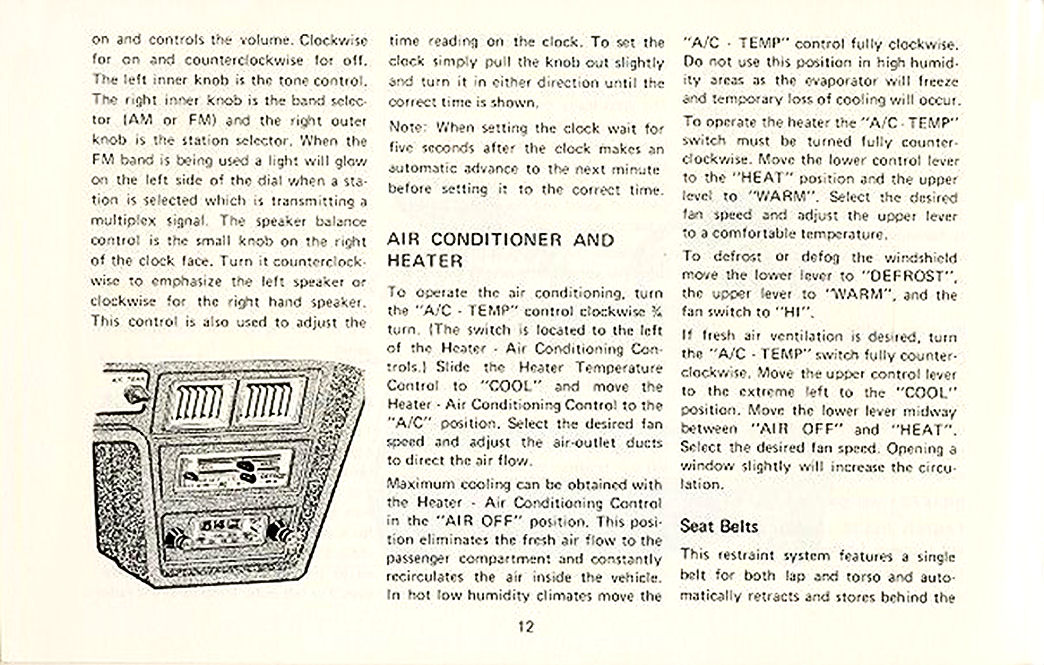 on and controls the volume. Clockwise
for on and counterclockwise for off.
The left inner knob is the tone control.
The right inner knob is the band selec-
tor (AM or FM) and the right outer
knob is the station selector. When the
FM band is being used a light will glow
on the left side of the dial when a sta-
tion is selected which is transmitting a
multiplex signal. The speaker balance
control is the small knob on the right
of the clock face. Turn it counterclock-
wise to emphasize the left speaker or
clockwise for the right hand speaker.
This control is also used to adjust the
time reading on the clock. To set the
clock simply pull the knob out slightly
and turn it in either direction until the
correct time is shown.
Note: When setting the clock wait for
five seconds after the clock makes an
automatic advance to the next minute
before setting it to the correct time.
AIR CONDITIONER AND
HEATER
To operate the air conditioning, turn
the "A/C - TEMP" control clockwise ¾
turn. (The switch is located to the left
of the Heater - Air Conditioning Con-
trols.) Slide the Heater Temperature
Control to "COOL" and move the
Heater - Air Conditioning Control to the
"A/C" position. Select the desired fan
speed and adjust the air-outlet ducts
to direct the air flow.
Maximum cooling can be obtained with
the Heater - Air Conditioning Control
in the "AIR OFF" position. This posi-
tion eliminates the fresh air flow to the
passenger compartment and constantly
recirculates the air inside the vehicle.
In hot low humidity climates move the
"A/C - TEMP" control fully clockwise.
Do not use this position in high humid-
ity areas as the evaporator will freeze
and temporary loss of cooling will occur.
To operate the heater the "A/C - TEMP"
switch must be turned fully counter-
clockwise. Move the lower control lever
to the "HEAT" position and the upper
level to "WARM". Select the desired
fan speed and adjust the upper lever
to a comfortable temperature.
To defrost or defog the windshield
move the lower lever to "DEFROST",
the upper lever to "WARM", and the
fan switch to "HI".
If fresh air ventilation is desired, turn
the "A/C - TEMP" switch fully counter-
clockwise. Move the upper control lever
to the extreme left to the "COOL"
position. Move the lower lever midway
between "AIR OFF" and "HEAT".
Select the desired fan speed. Opening a
window slightly will increase the circu-
lation.
Seat Belts
This restraint system features a single
belt for both lap and torso and auto-
matically retracts and stores behind the
12